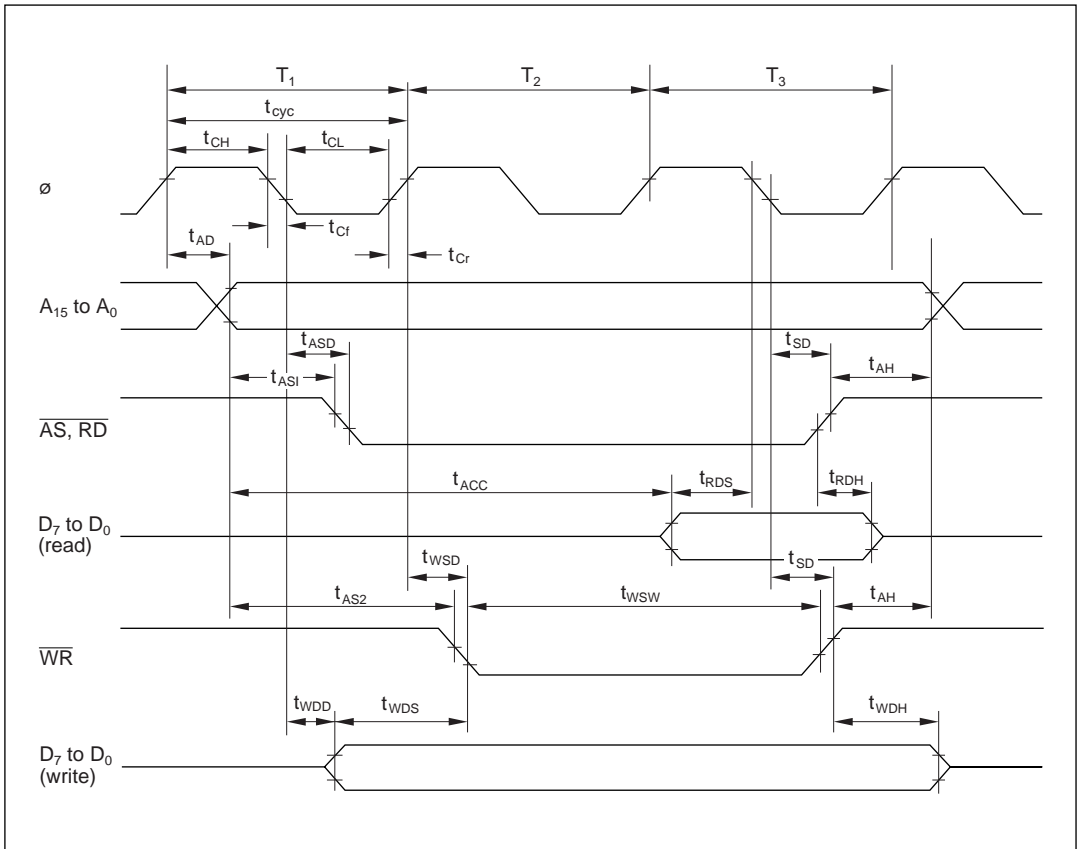 T1 T2 T3
tcyc
tCH tCL
ø
tCf
tAD
tCr
A15 to A0
tASD tSD
tASI tAH
AS, RD
tACC tRDS tRDH
D7 to D0
(read)
tWSD tSD
tAS2 tWSW tAH
WR
tWDD tWDS tWDH
D7 to D0
(write)